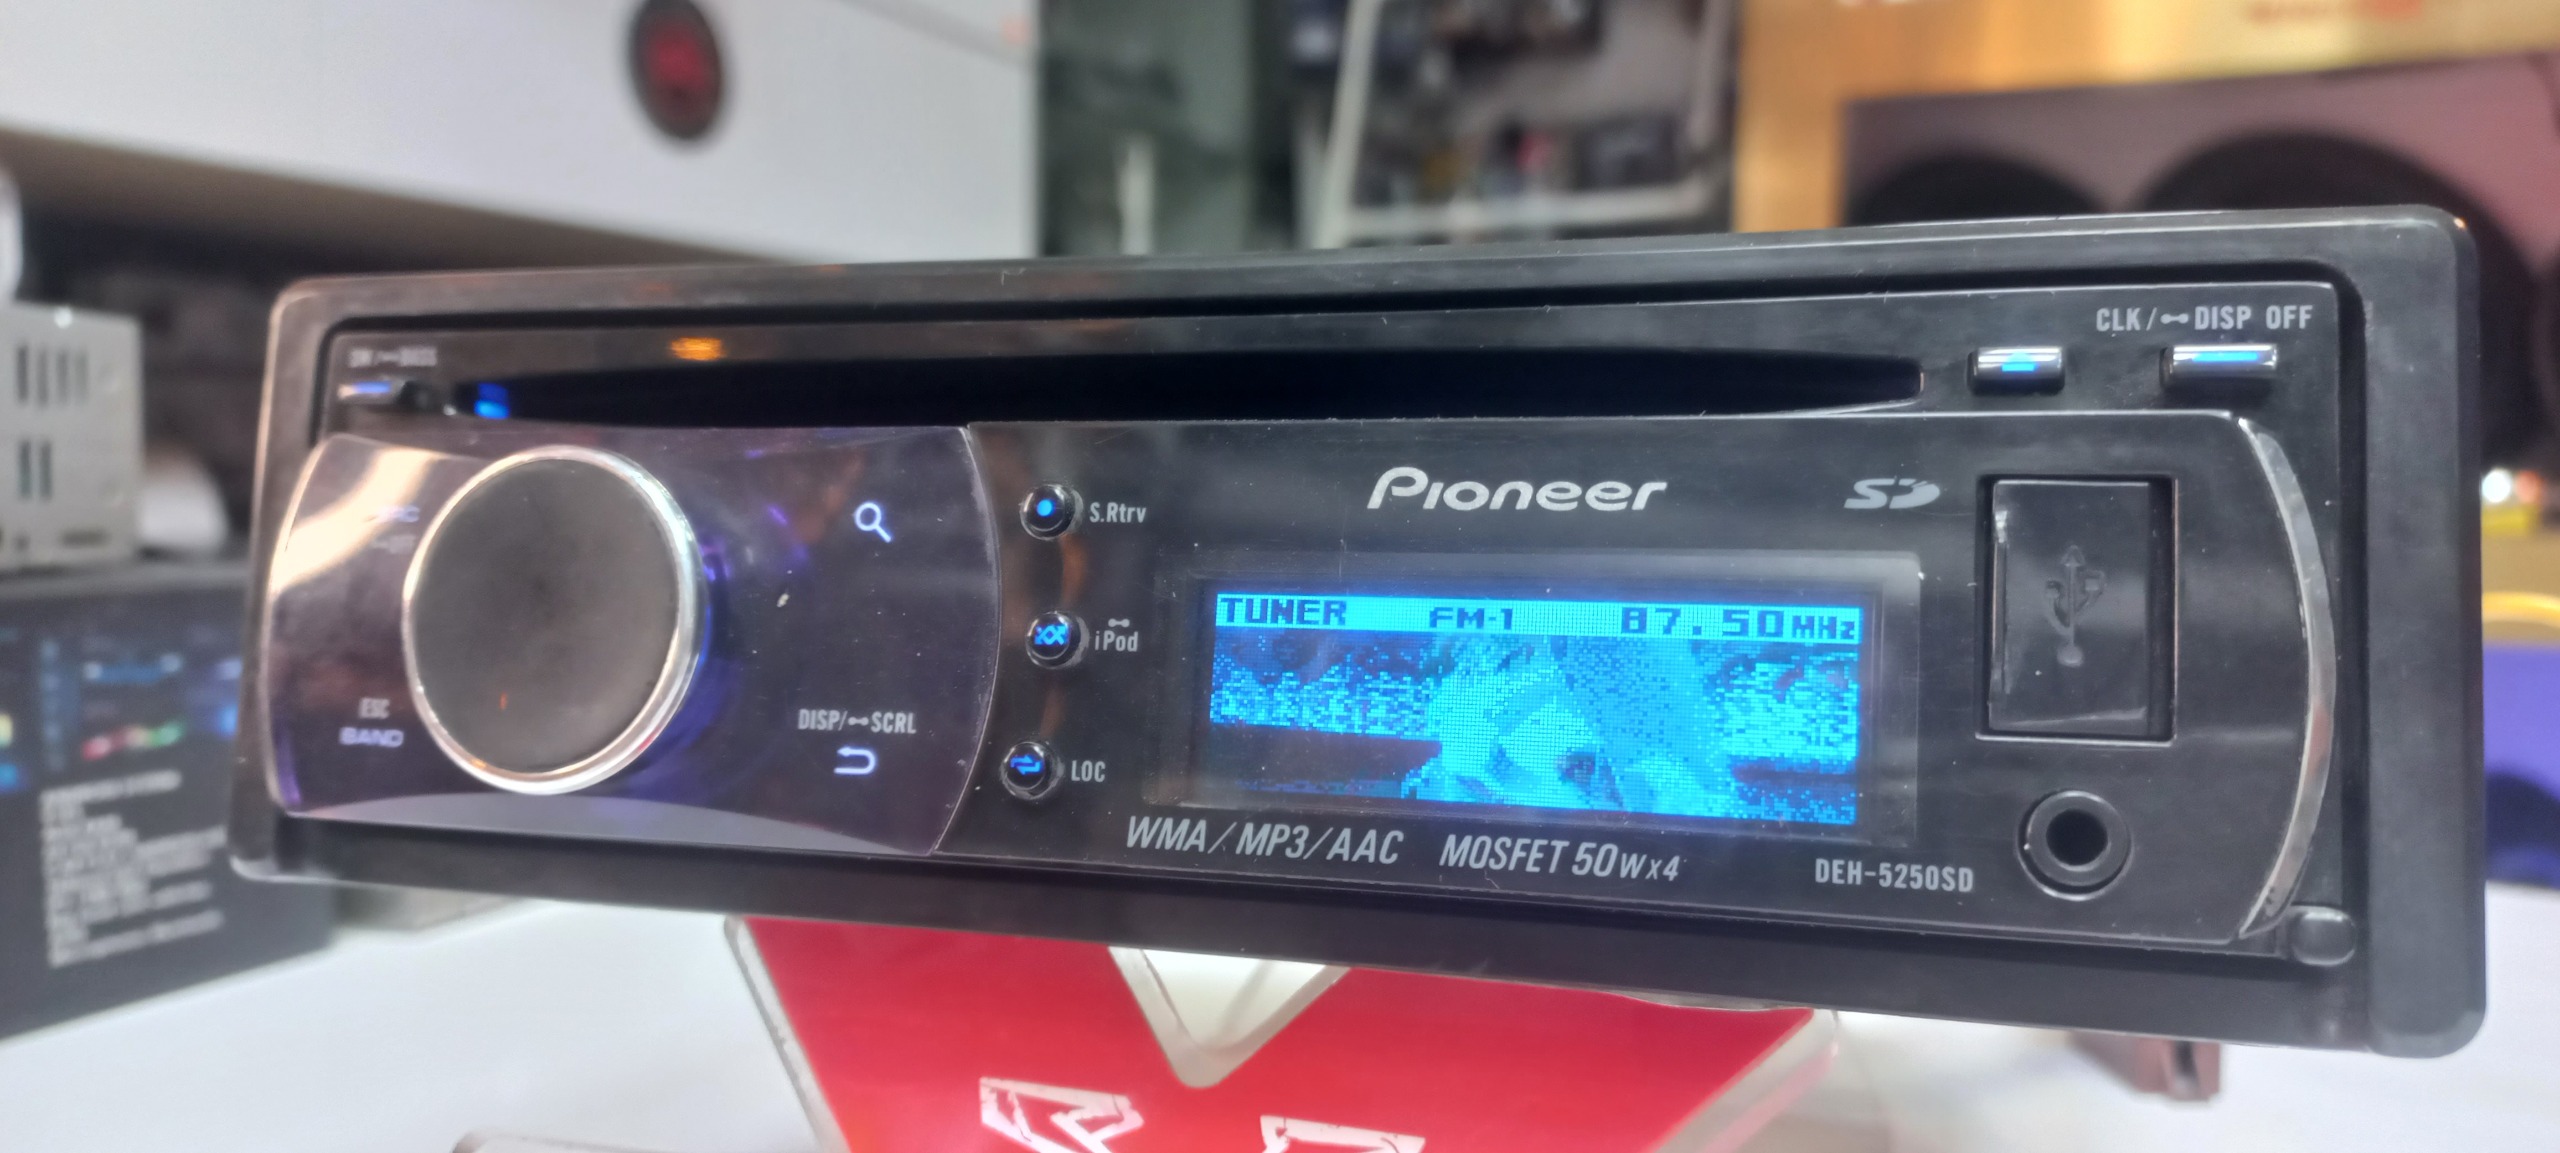 CLK/DISP OFF
Pioneer
SD
S.Rtrv
iPod
LOC
TUNER FM-1 87.50MHz
ESC
BAND
DISP/SCRL
WMA/MP3/AAC MOSFET 50Wx4
DEH-5250SD